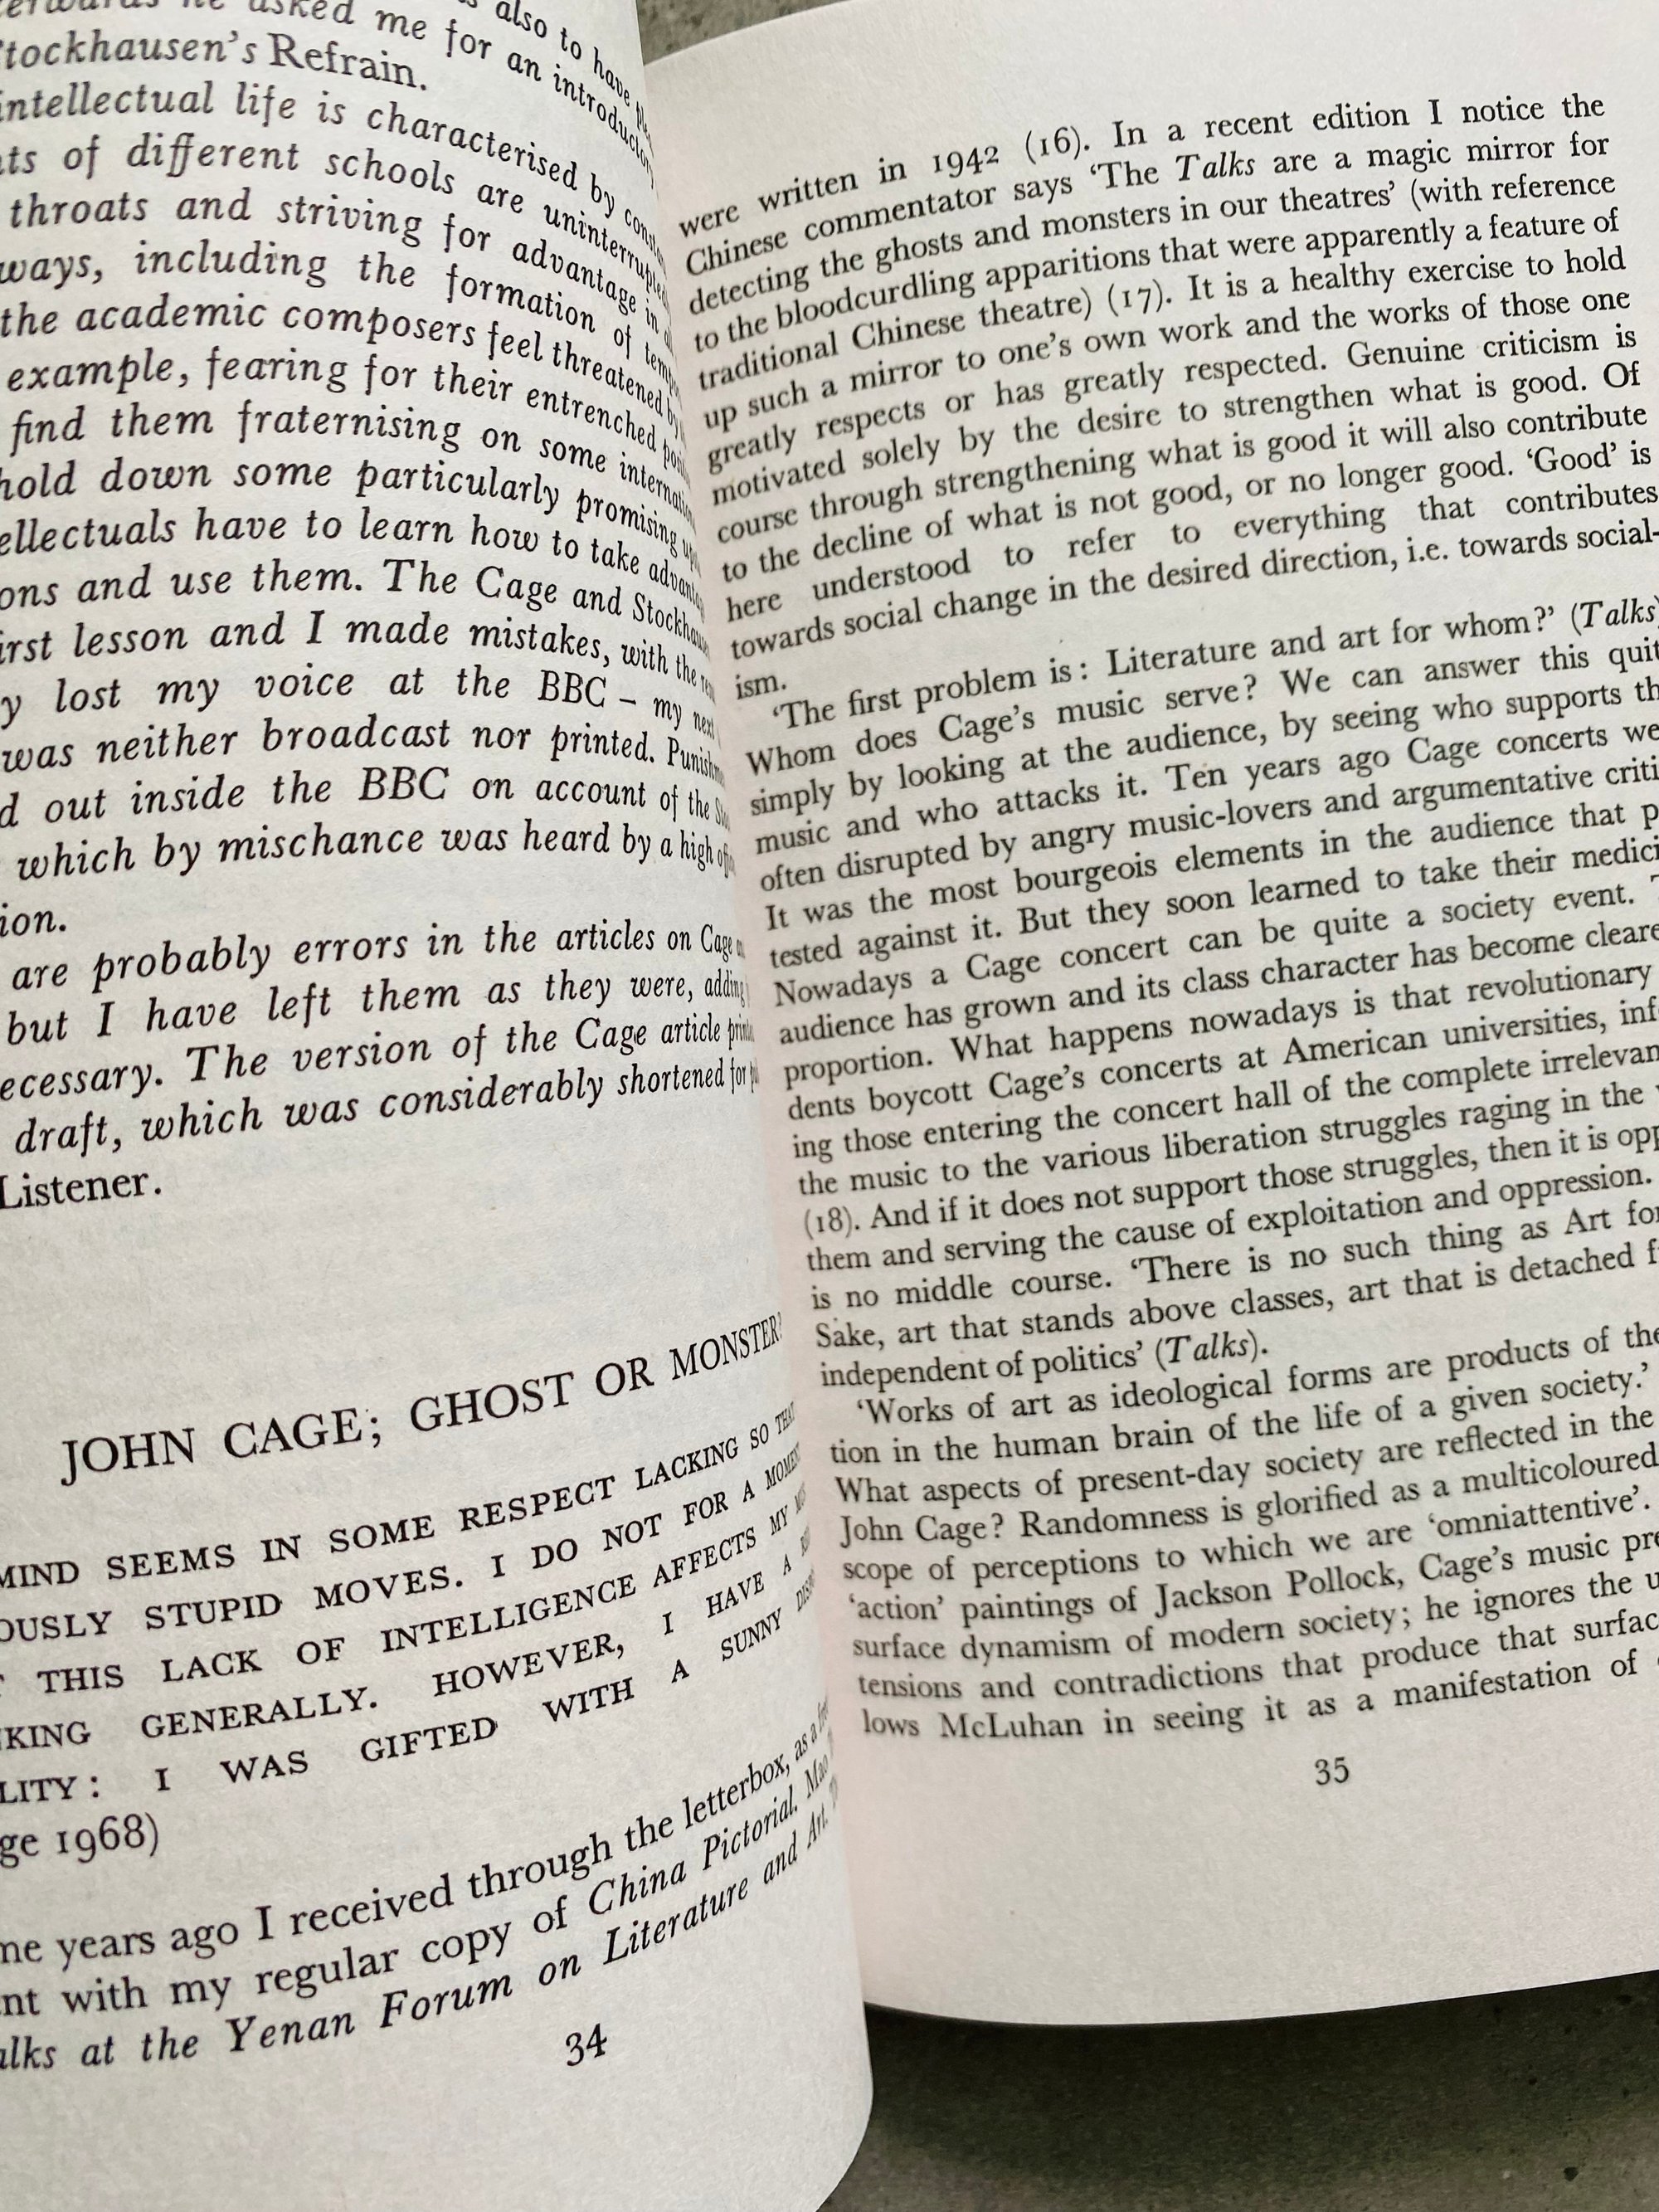 also to have
he asked me for an
Stockhausen's Refrain.
intellectual life is characterised by
of different schools are
throats and striving for advantage in
ways, including the formation of
the academic composers feel threatened by
example, fearing for their entrenched
find them fraternising on some
hold down some particularly promising
have to learn how to take
and use them. The Cage and
lesson and I made mistakes, with the
lost my voice at the BBC – my next
was neither broadcast nor printed.
out inside the BBC on account of the
which by mischance was heard by a high

are probably errors in the articles on Cage
but I have left them as they were, adding
The version of the Cage article
draft, which was considerably shortened for
Listener.
JOHN CAGE; GHOST OR MONSTER?
MIND SEEMS IN SOME RESPECT LACKING SO THAT
STUPID MOVES. I DO NOT FOR A MOMENT
THIS LACK OF INTELLIGENCE AFFECTS MY
GENERALLY. HOWEVER, I HAVE A
I WAS GIFTED WITH A SUNNY
1968)
years ago I received through the letterbox, as a
with my regular copy of China Pictorial, Mao
at the Yenan Forum on Literature and Art.
34
were written in 1942 (16). In a recent edition I notice the
Chinese commentator says 'The Talks are a magic mirror for
detecting the ghosts and monsters in our theatres' (with reference
to the bloodcurdling apparitions that were apparently a feature of
traditional Chinese theatre) (17). It is a healthy exercise to hold
up such a mirror to one's own work and the works of those one
greatly respects or has greatly respected. Genuine criticism is
motivated solely by the desire to strengthen what is good. Of
course through strengthening what is good it will also contribute
to the decline of what is not good, or no longer good. 'Good' is
here understood to refer to everything that contributes
towards social change in the desired direction, i.e. towards social-
ism.
'The first problem is: Literature and art for whom?' (Talks)
Whom does Cage's music serve? We can answer this
simply by looking at the audience, by seeing who supports
music and who attacks it. Ten years ago Cage concerts
often disrupted by angry music-lovers and argumentative
It was the most bourgeois elements in the audience that
tested against it. But they soon learned to take their
Nowadays a Cage concert can be quite a society event.
audience has grown and its class character has become
proportion. What happens nowadays is that revolutionary
dents boycott Cage's concerts at American universities,
ing those entering the concert hall of the complete
the music to the various liberation struggles raging in the
(18). And if it does not support those struggles, then it is
them and serving the cause of exploitation and oppression.
is no middle course. 'There is no such thing as Art
Sake, art that stands above classes, art that is detached
independent of politics' (Talks).
'Works of art as ideological forms are products of
tion in the human brain of the life of a given society.'
What aspects of present-day society are reflected in the
John Cage? Randomness is glorified as a multicoloured
scope of perceptions to which we are 'omniattentive'.
'action' paintings of Jackson Pollock, Cage's music
surface dynamism of modern society; he ignores the
tensions and contradictions that produce that
lows McLuhan in seeing it as a manifestation of
35